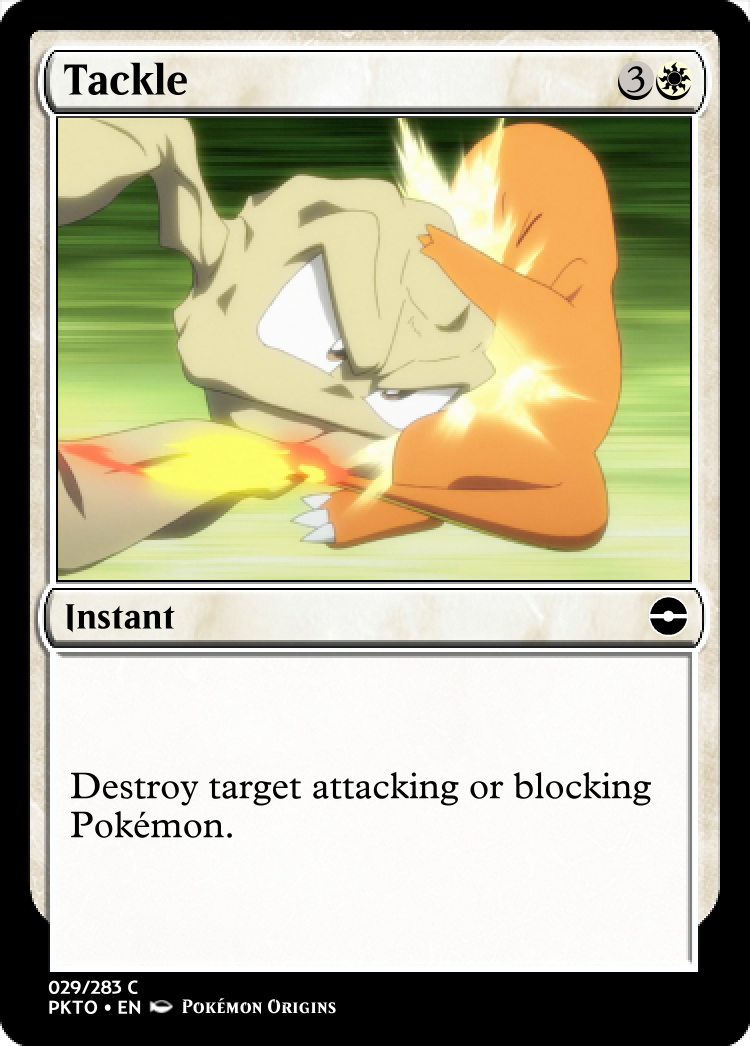 Tackle 3
Instant
Destroy target attacking or blocking
Pokémon.
029/283 C
PKTO • EN Pokémon Origins